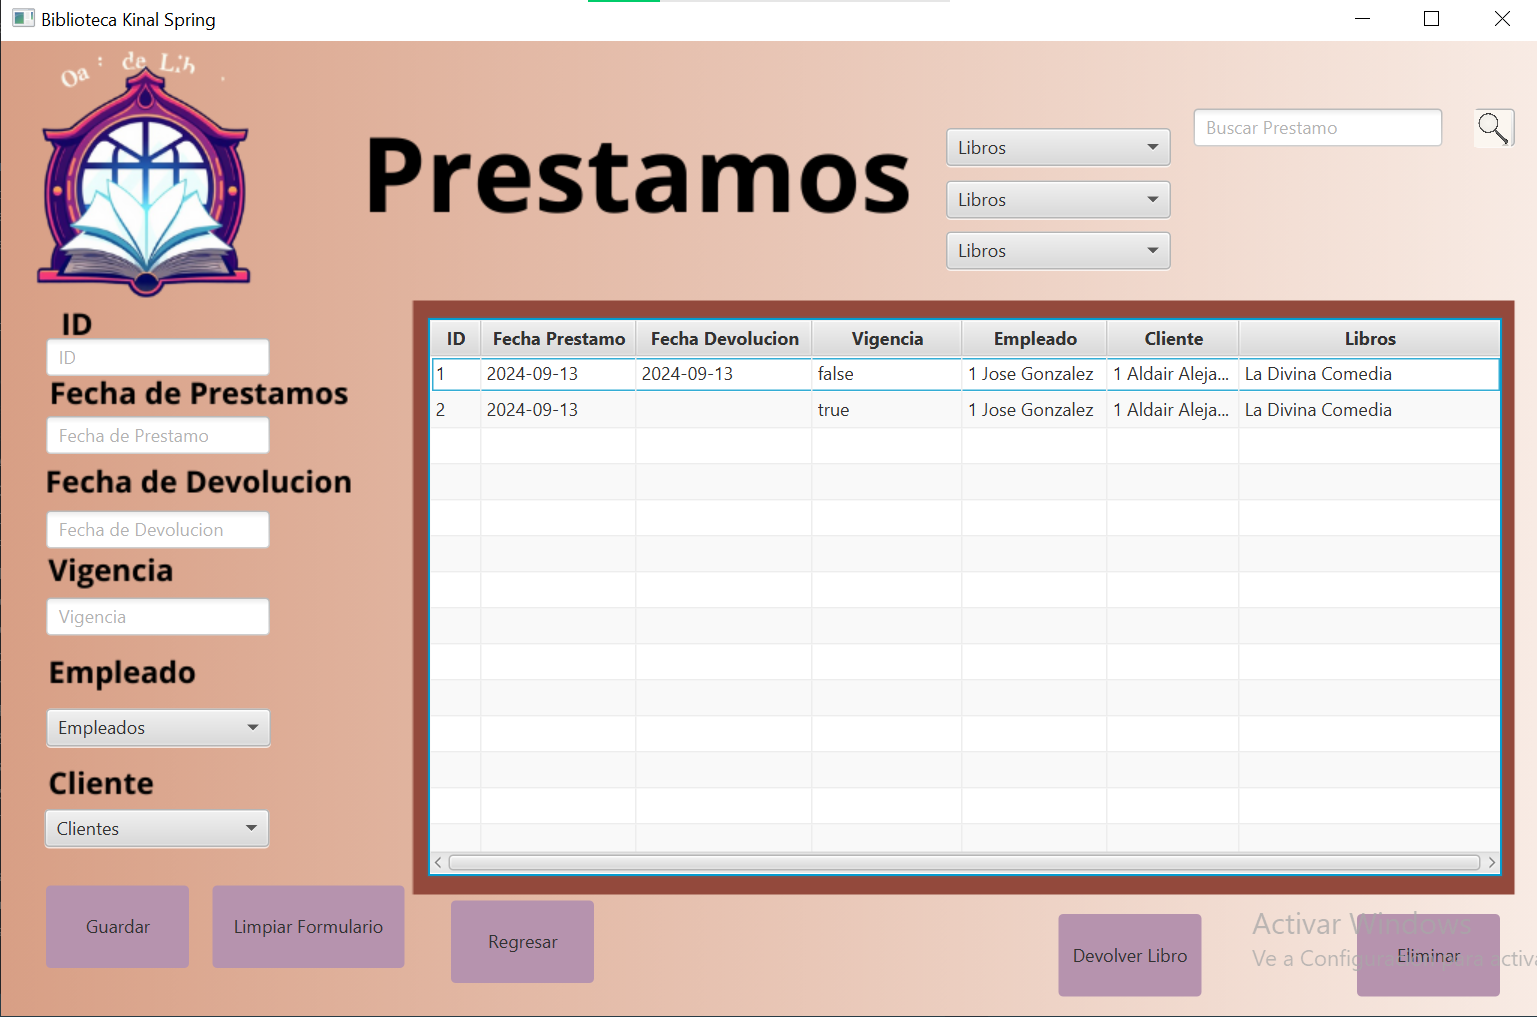 Biblioteca Kinal Spring
de Lib
Prestamos
Libros
Libros
Libros
Buscar Prestamo
ID
ID
Fecha de Prestamos
Fecha de Prestamo
Fecha de Devolucion
Fecha de Devolucion
Vigencia
Vigencia
Empleado
Empleados
Cliente
Clientes
ID Fecha Prestamo Fecha Devolucion Vigencia Empleado Cliente Libros
1 2024-09-13 2024-09-13 false 1 Jose Gonzalez 1 Aldair Aleja... La Divina Comedia
2 2024-09-13 true 1 Jose Gonzalez 1 Aldair Aleja... La Divina Comedia
Guardar
Limpiar Formulario
Regresar
Devolver Libro
Eliminar
Activar Windows
Ve a Configuración para activa